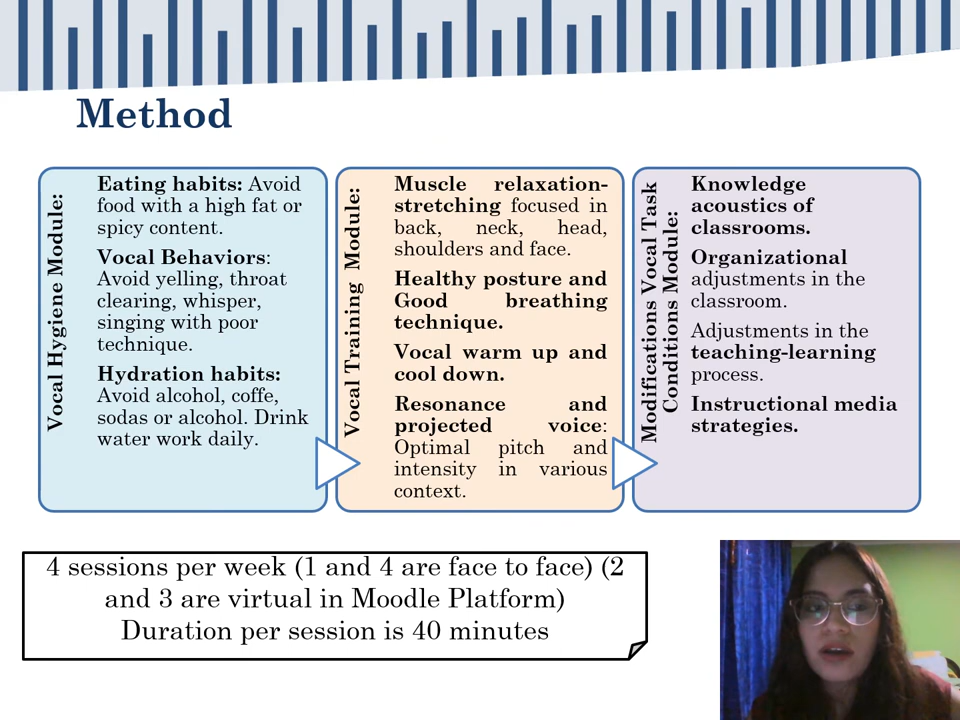 Method
Vocal Hygiene Module:
Eating habits: Avoid
food with a high fat or
spicy content.
Vocal Behaviors:
Avoid yelling, throat
clearing, whisper,
singing with poor
technique.
Hydration habits:
Avoid alcohol, coffe,
sodas or alcohol. Drink
water work daily.
Vocal Training Module:
Muscle relaxation-
stretching focused in
back, neck, head,
shoulders and face.
Healthy posture and
Good breathing
technique.
Vocal warm up and
cool down.
Resonance and
projected voice:
Optimal pitch and
intensity in various
context.
Modifications Vocal Task
Conditions Module:
Knowledge
acoustics of
classrooms.
Organizational
adjustments in the
classroom.
Adjustments in the
teaching-learning
process.
Instructional media
strategies.
4 sessions per week (1 and 4 are face to face) (2
and 3 are virtual in Moodle Platform)
Duration per session is 40 minutes